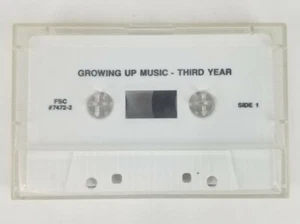 GROWING UP MUSIC - THIRD YEAR
FSC
#7472-2
SIDE 1